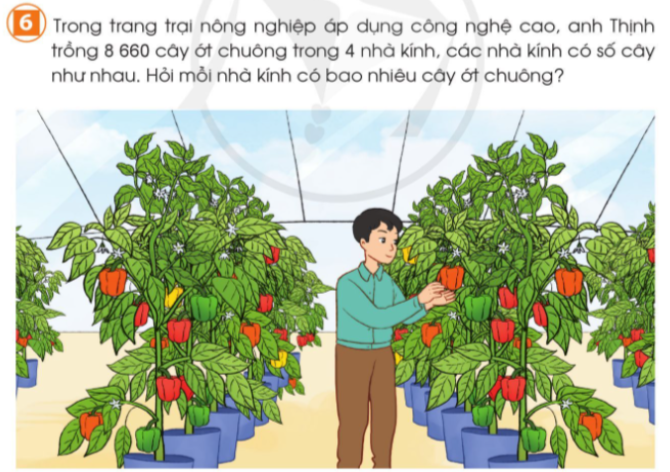 6 Trong trang trại nông nghiệp áp dụng công nghệ cao, anh Thịnh
trồng 8 660 cây ớt chuông trong 4 nhà kính, các nhà kính có số cây
như nhau. Hỏi mỗi nhà kính có bao nhiêu cây ớt chuông?